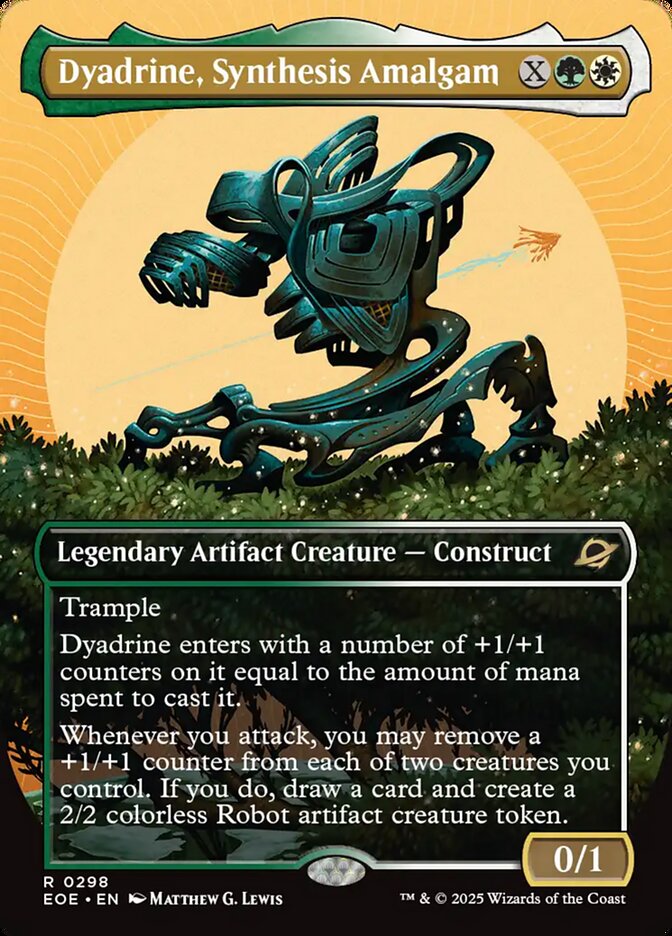 Dyadrine, Synthesis Amalgam X
Legendary Artifact Creature — Construct
Trample
Dyadrine enters with a number of +1/+1
counters on it equal to the amount of mana
spent to cast it.
Whenever you attack, you may remove a
+1/+1 counter from each of two creatures you
control. If you do, draw a card and create a
2/2 colorless Robot artifact creature token.
0/1
R 0298
EOE • EN Matthew G. Lewis
™ & © 2025 Wizards of the Coast